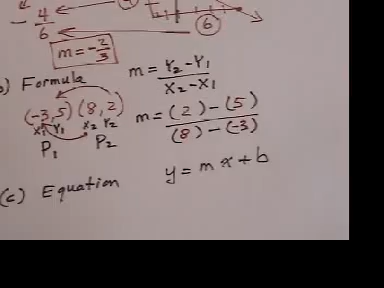 - 4/6
4
6
m = - 2/3
b) Formula
m = Y2 - Y1 / X2 - X1
(-3, 5) (8, 2)
X1 Y1 X2 Y2
P1 P2
m = (2) - (5) / (8) - (-3)
(c) Equation y = mx + b